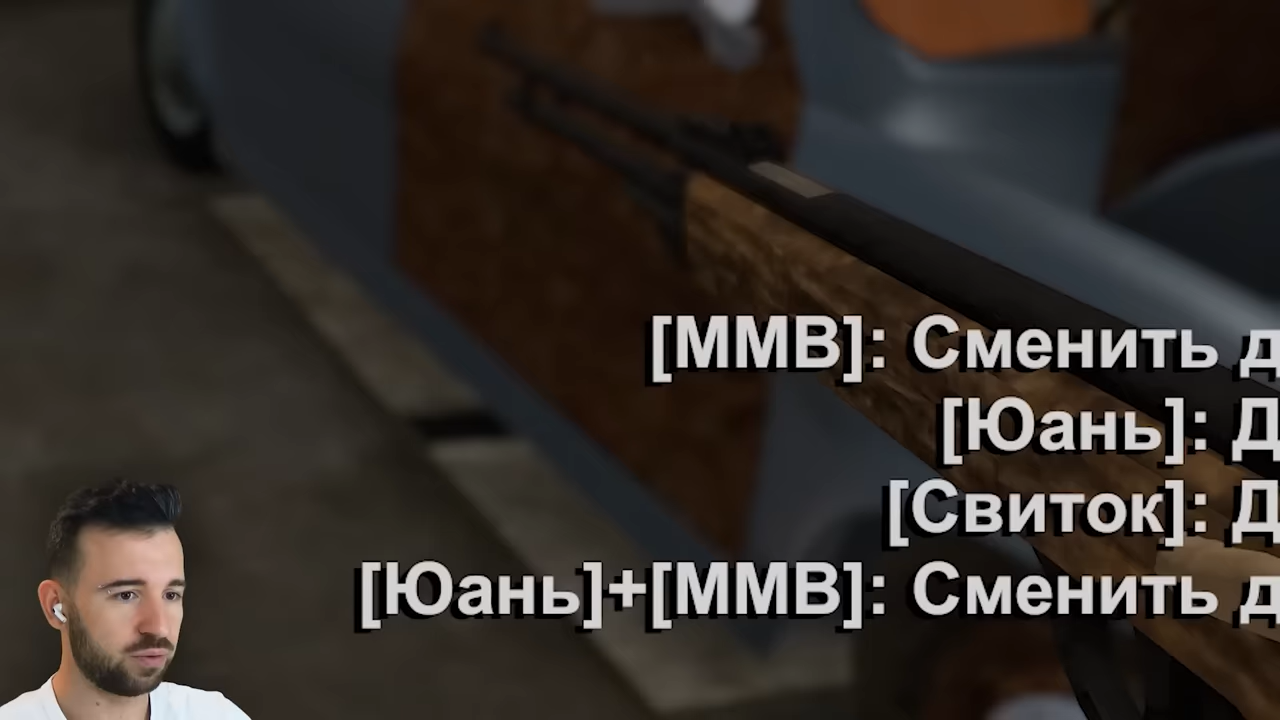 [MMB]: Сменить д
[Юань]: Д
[Свиток]: Д
[Юань]+[MMB]: Сменить д